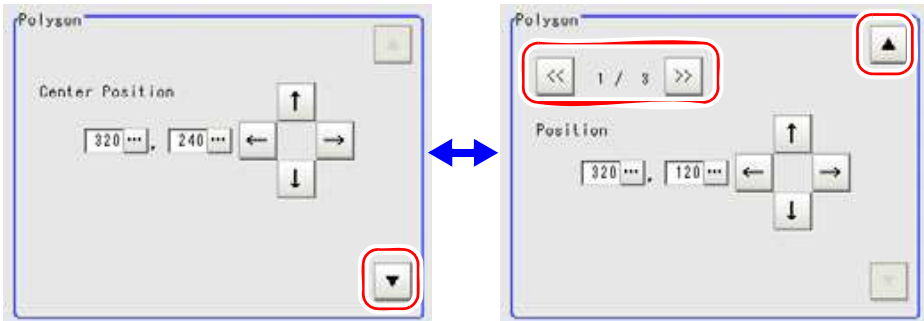 Polygon
Center Position
320 ... , 240 ...
Polygon
<< 1 / 3 >>
Position
320 ... , 120 ...